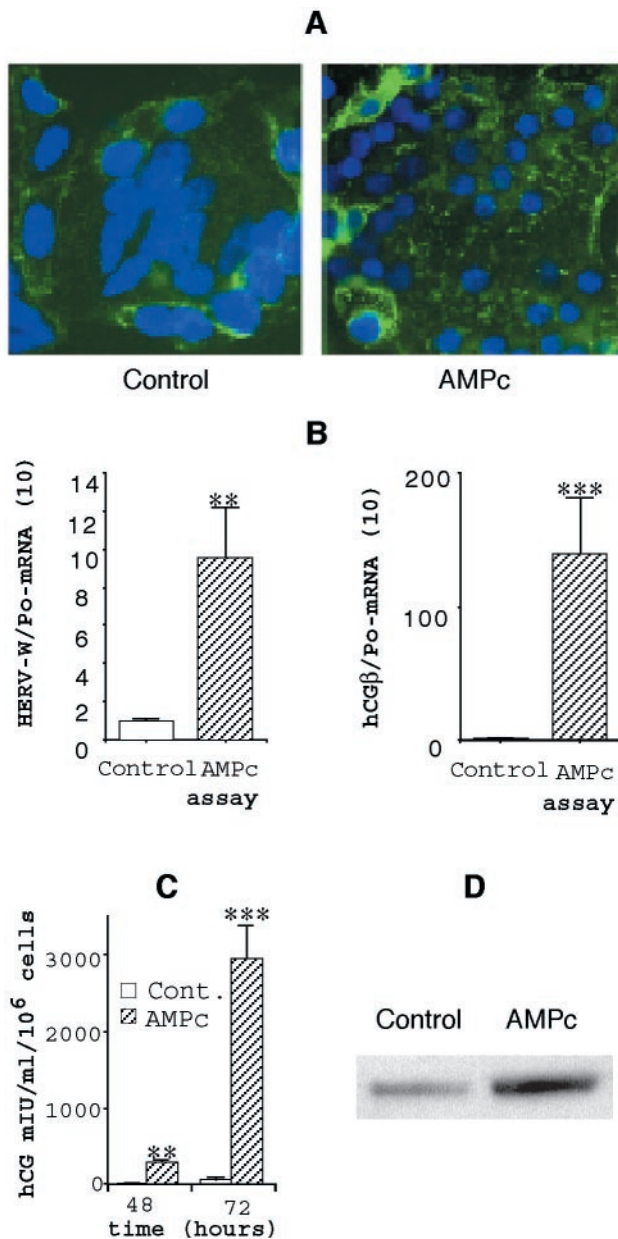 A
Control AMPc
B
HERV-W/Po-mRNA (10)
14
12
10
8
6
4
2
0
**
Control AMPc
assay
hCGβ/Po-mRNA (10)
200
100
0
***
Control AMPc
assay
C
hCG mIU/ml/10⁶ cells
3000
2000
1000
0
***
Cont.
AMPc
**
48 72
time (hours)
D
Control AMPc